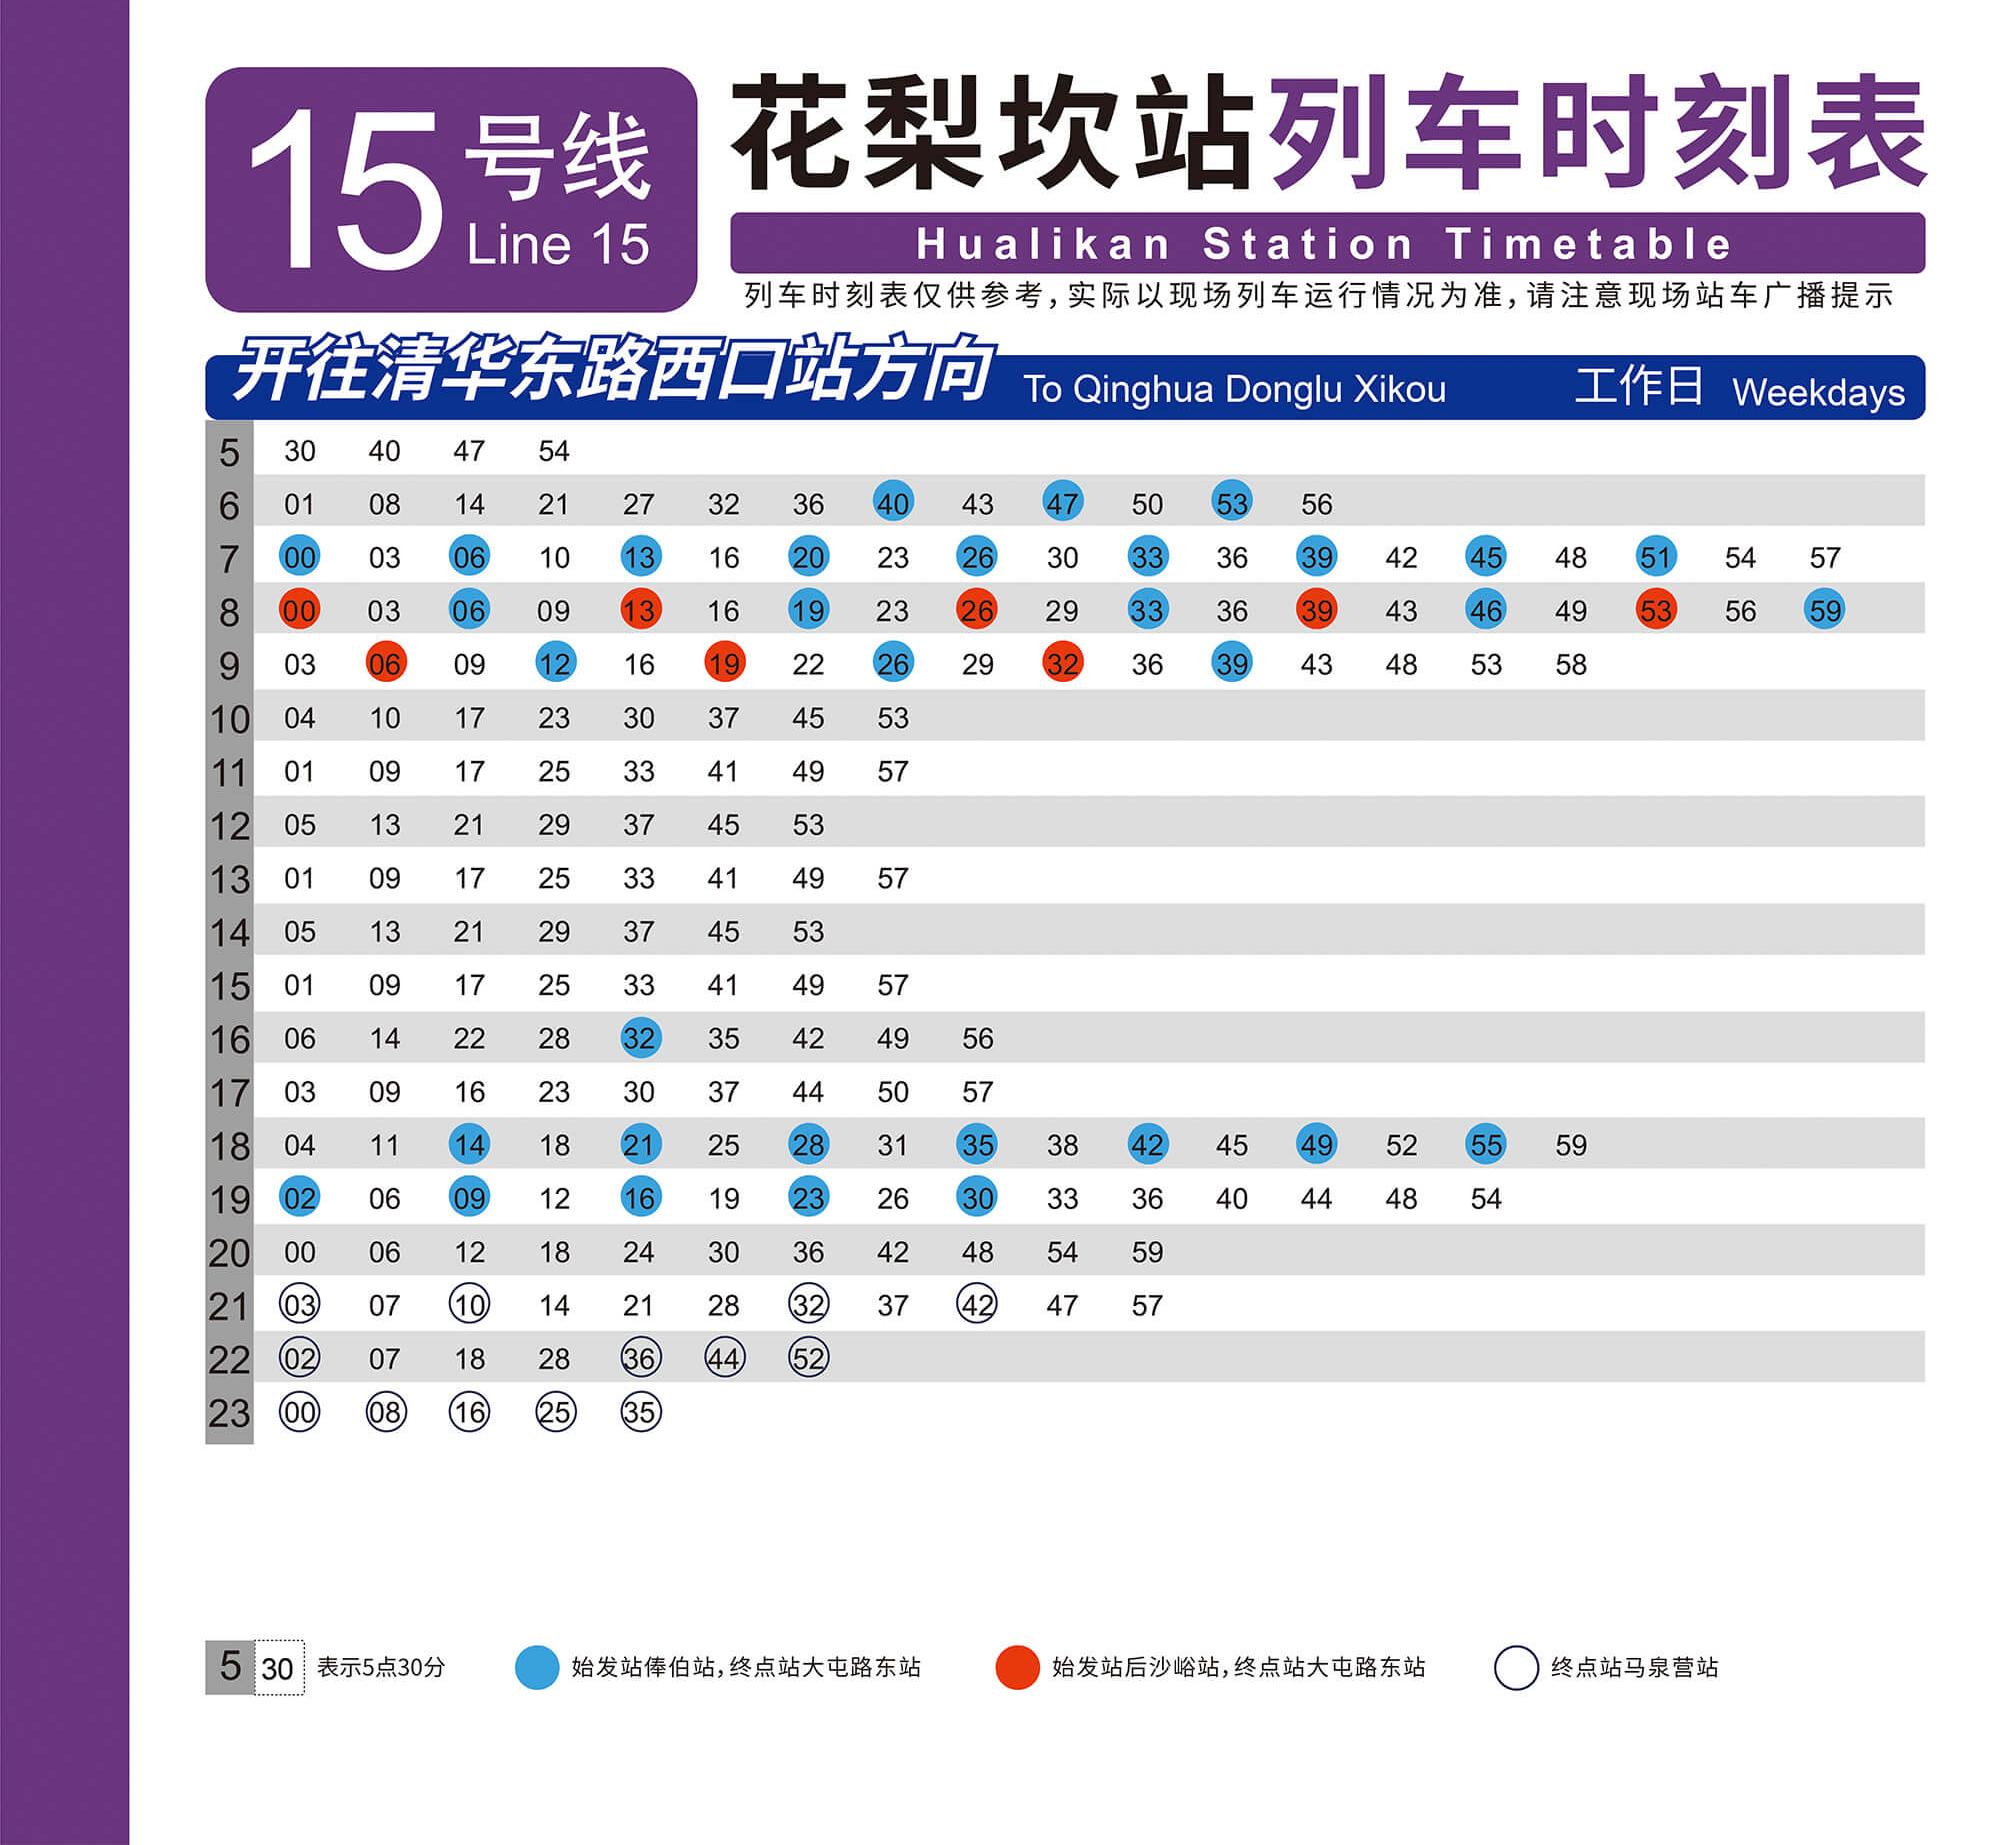 15号线
Line 15
花梨坎站列车时刻表
Hualikan Station Timetable
列车时刻表仅供参考,实际以现场列车运行情况为准,请注意现场站车广播提示
开往清华东路西口站方向 To Qinghua Donglu Xikou 工作日 Weekdays
5 30 40 47 54
6 01 08 14 21 27 32 36 40 43 47 50 53 56
7 00 03 06 10 13 16 20 23 26 30 33 36 39 42 45 48 51 54 57
8 00 03 06 09 13 16 19 23 26 29 33 36 39 43 46 49 53 56 59
9 03 06 09 12 16 19 22 26 29 32 36 39 43 48 53 58
10 04 10 17 23 30 37 45 53
11 01 09 17 25 33 41 49 57
12 05 13 21 29 37 45 53
13 01 09 17 25 33 41 49 57
14 05 13 21 29 37 45 53
15 01 09 17 25 33 41 49 57
16 06 14 22 28 32 35 42 49 56
17 03 09 16 23 30 37 44 50 57
18 04 11 14 18 21 25 28 31 35 38 42 45 49 52 55 59
19 02 06 09 12 16 19 23 26 30 33 36 40 44 48 54
20 00 06 12 18 24 30 36 42 48 54 59
21 03 07 10 14 21 28 32 37 42 47 57
22 02 07 18 28 36 44 52
23 00 08 16 25 35
5 30 表示5点30分 始发站俸伯站,终点站大屯路东站 始发站后沙峪站,终点站大屯路东站 终点站马泉营站